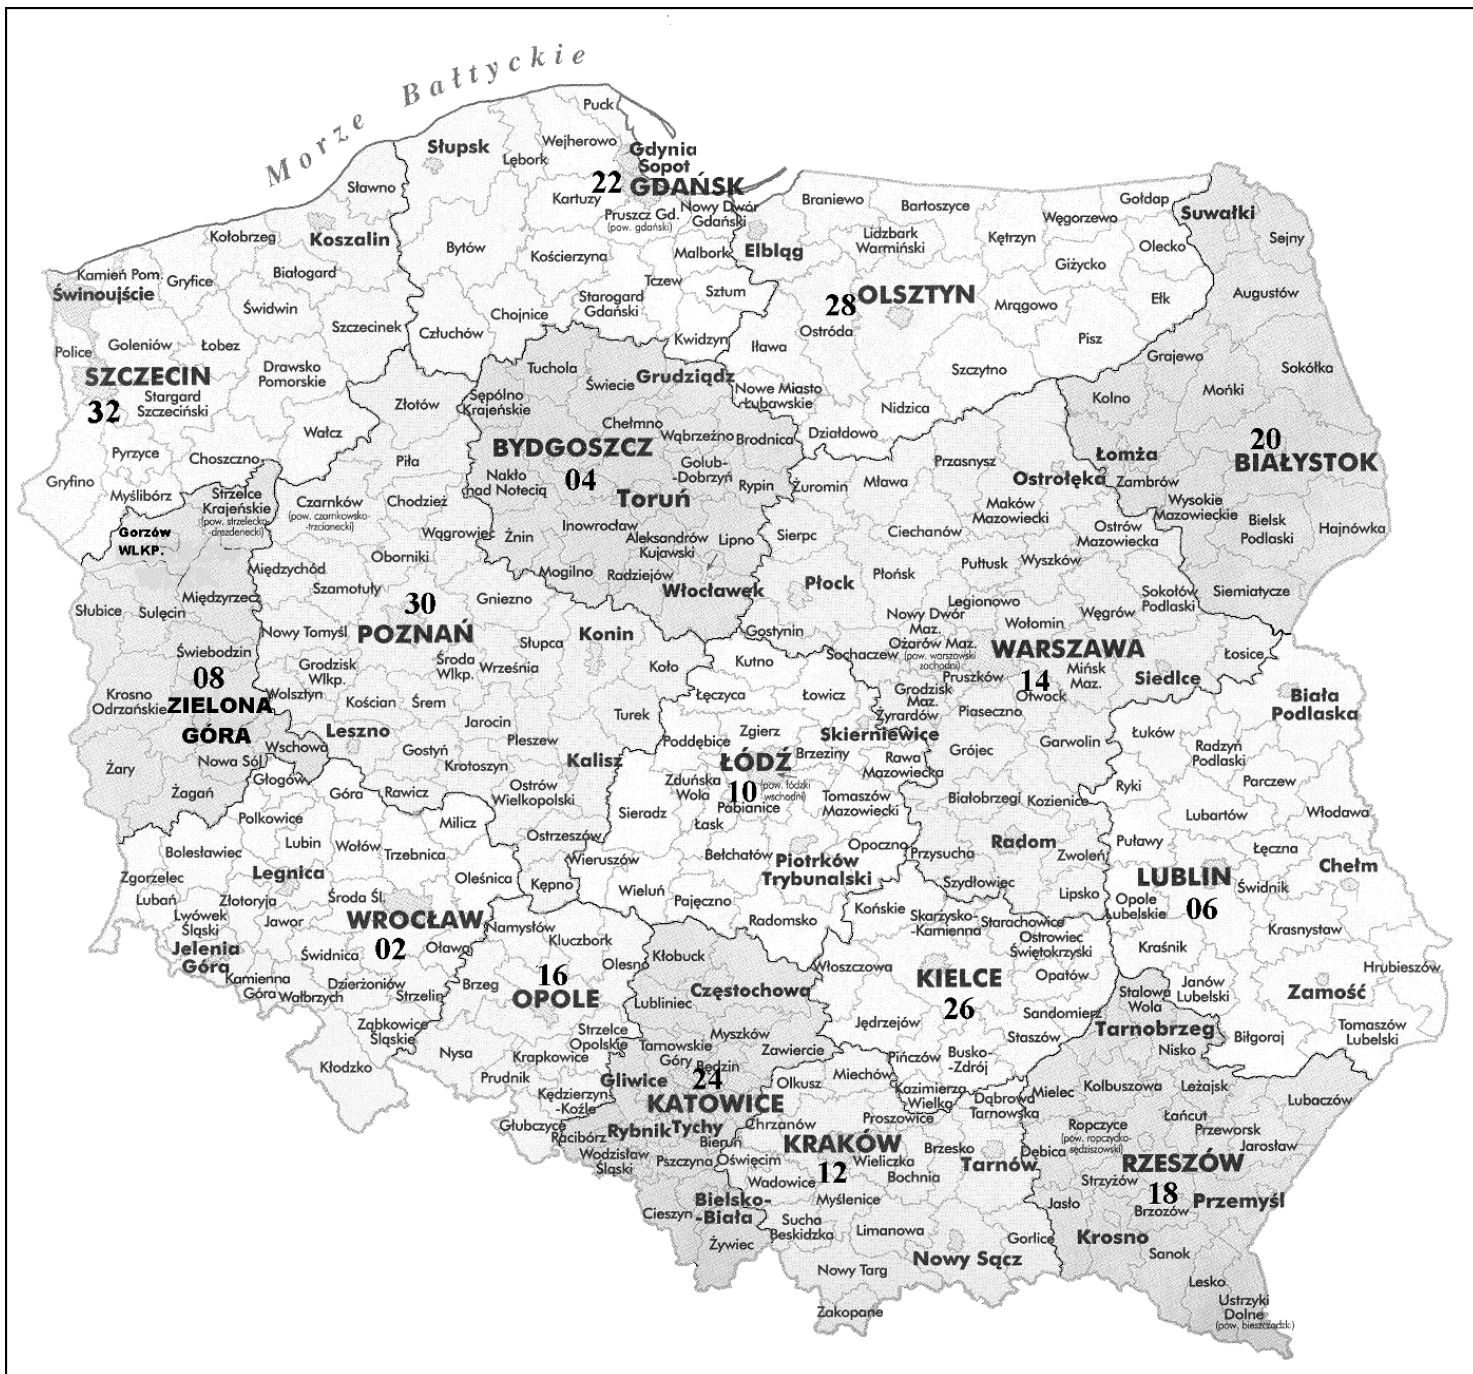 Morze Bałtyckie
Puck
Słupsk
Wejherowo
Gdynia
Lębork
Sopot
22 GDAŃSK
Sławno
Kartuzy
Pruszcz Gd.
(pow. gdański)
Nowy Dwór
Gdański
Braniewo
Bartoszyce
Gołdap
Węgorzewo
Suwałki
Kołobrzeg
Koszalin
Bytów
Kościerzyna
Malbork
Elbląg
Lidzbark
Warmiński
Kętrzyn
Olecko
Sejny
Kamień Pom.
Świnoujście
Gryfice
Białogard
Tczew
Sztum
Giżycko
28 OLSZTYN
Mrągowo
Ełk
Augustów
Świdwin
Starogard
Gdański
Chojnice
Szczecinek
Człuchów
Kwidzyn
Iława
Ostróda
Pisz
Police
Goleniów
Łobez
Drawsko
Pomorskie
Tuchola
Świecie
Grudziądz
Szczytno
Grajewo
Sokółka
SZCZECIN
32
Stargard
Szczeciński
Złotów
Sępólno
Krajeńskie
Nowe Miasto
Lubawskie
Nidzica
Kolno
Mońki
Wałcz
Chełmno
Wąbrzeźno
Brodnica
Działdowo
Pyrzyce
Choszczno
Piła
BYDGOSZCZ
04
Golub-
Dobrzyń
Przasnysz
Łomża
20
BIAŁYSTOK
Gryfino
Myślibórz
Strzelce
Krajeńskie
(pow. strzelecko
-drezdenecki)
Czarnków
(pow. czarnkowsko-
-trzcianecki)
Chodzież
Nakło
nad Notecią
Toruń
Rypin
Żuromin
Mława
Ostrołęka
Zambrów
Wysokie
Mazowieckie
Gorzów
WLKP.
Wągrowiec
Żnin
Inowrocław
Aleksandrów
Kujawski
Lipno
Sierpc
Ciechanów
Maków
Mazowiecki
Ostrów
Mazowiecka
Bielsk
Podlaski
Hajnówka
Międzychód
Oborniki
Mogilno
Radziejów
Włocławek
Płock
Płońsk
Pułtusk
Wyszków
Słubice
Sulęcin
Międzyrzecz
Szamotuły
30
POZNAŃ
Gniezno
Gostynin
Nowy Dwór
Maz.
Legionowo
Wołomin
Węgrów
Sokołów
Podlaski
Siemiatycze
Nowy Tomyśl
Świebodzin
Grodzisk
Wlkp.
Środa
Wlkp.
Września
Słupca
Konin
Koło
Kutno
Sochaczew
Ożarów Maz.
(pow. warszawski
zachodni)
WARSZAWA
14
Mińsk
Maz.
Siedlce
Łosice
08
ZIELONA
GÓRA
Krosno
Odrzańskie
Wolsztyn
Kościan
Śrem
Łęczyca
Łowicz
Pruszków
Grodzisk
Maz.
Żyrardów
Otwock
Piaseczno
Biała
Podlaska
Leszno
Wschowa
Jarocin
Pleszew
Turek
Zgierz
Skierniewice
Garwolin
Łuków
Radzyń
Podlaski
Nowa Sól
Gostyń
Krotoszyn
Kalisz
Poddębice
ŁÓDŹ
10
(pow. łódzki
wschodni)
Brzeziny
Rawa
Mazowiecka
Grójec
Żary
Żagań
Głogów
Góra
Rawicz
Ostrów
Wielkopolski
Zduńska
Wola
Pabianice
Tomaszów
Mazowiecki
Białobrzegi
Kozienice
Ryki
Parczew
Polkowice
Milicz
Sieradz
Łask
Lubartów
Włodawa
Bolesławiec
Lubin
Wołów
Trzebnica
Ostrzeszów
Wieruszów
Bełchatów
Piotrków
Trybunalski
Opoczno
Przysucha
Radom
Zwoleń
Puławy
Łęczna
Chełm
Zgorzelec
Legnica
Oleśnica
Kępno
Wieluń
Pajęczno
Szydłowiec
Lipsko
LUBLIN
06
Świdnik
Lubań
Złotoryja
Środa Śl.
WROCŁAW
02
Namysłów
Radomsko
Końskie
Skarżysko-
-Kamienna
Starachowice
Opole
Lubelskie
Lwówek
Śląski
Jawor
Oława
Kluczbork
Ostrowiec
Świętokrzyski
Krasnystaw
Jelenia
Góra
Świdnica
Olesno
Kłobuck
Włoszczowa
Kraśnik
Kamienna
Góra
Wałbrzych
Dzierżoniów
Strzelin
Brzeg
16
OPOLE
Lubliniec
Częstochowa
KIELCE
26
Opatów
Janów
Lubelski
Hrubieszów
Zamość
Stalowa
Wola
Ząbkowice
Śląskie
Strzelce
Opolskie
Myszków
Jędrzejów
Sandomierz
Tarnobrzeg
Biłgoraj
Tomaszów
Lubelski
Kłodzko
Nysa
Krapkowice
Tarnowskie
Góry
Zawiercie
Pińczów
Busko-
-Zdrój
Staszów
Nisko
Prudnik
Gliwice
Będzin
24
KATOWICE
Olkusz
Miechów
Kazimierza
Wielka
Dąbrowa
Tarnowska
Mielec
Kolbuszowa
Leżajsk
Lubaczów
Kędzierzyn-
-Koźle
Głubczyce
Racibórz
Rybnik
Tychy
Chrzanów
Proszowice
Ropczyce
(pow. ropczycko-
-sędziszowski)
Łańcut
Przeworsk
Wodzisław
Śląski
Bieruń
KRAKÓW
12
Brzesko
Dębica
RZESZÓW
18
Jarosław
Pszczyna
Oświęcim
Wieliczka
Bochnia
Tarnów
Strzyżów
Wadowice
Myślenice
Brzozów
Przemyśl
Cieszyn
Bielsko-
-Biała
Sucha
Beskidzka
Limanowa
Jasło
Krosno
Żywiec
Gorlice
Sanok
Nowy Targ
Nowy Sącz
Lesko
Zakopane
Ustrzyki
Dolne
(pow. bieszczadzki)